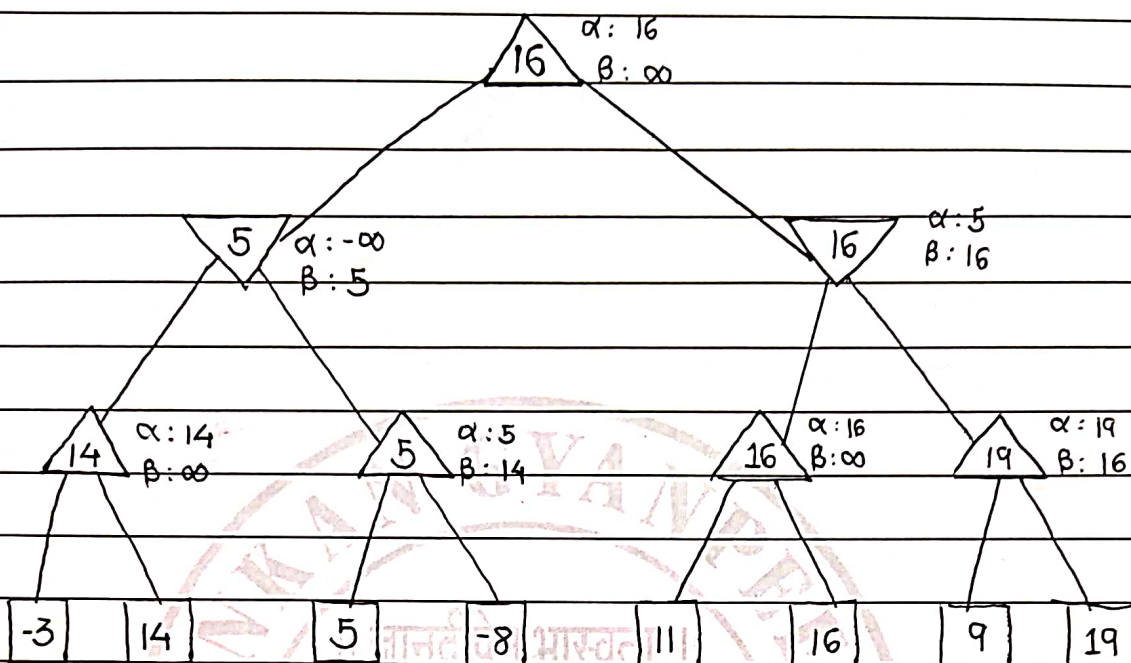 16 α: 16
β: ∞
5 α: -∞
β: 5
16 α: 5
β: 16
14 α: 14
β: ∞
5 α: 5
β: 14
16 α: 16
β: ∞
19 α: 19
β: 16
GYAN
-3 14 5 -8 11 16 9 19